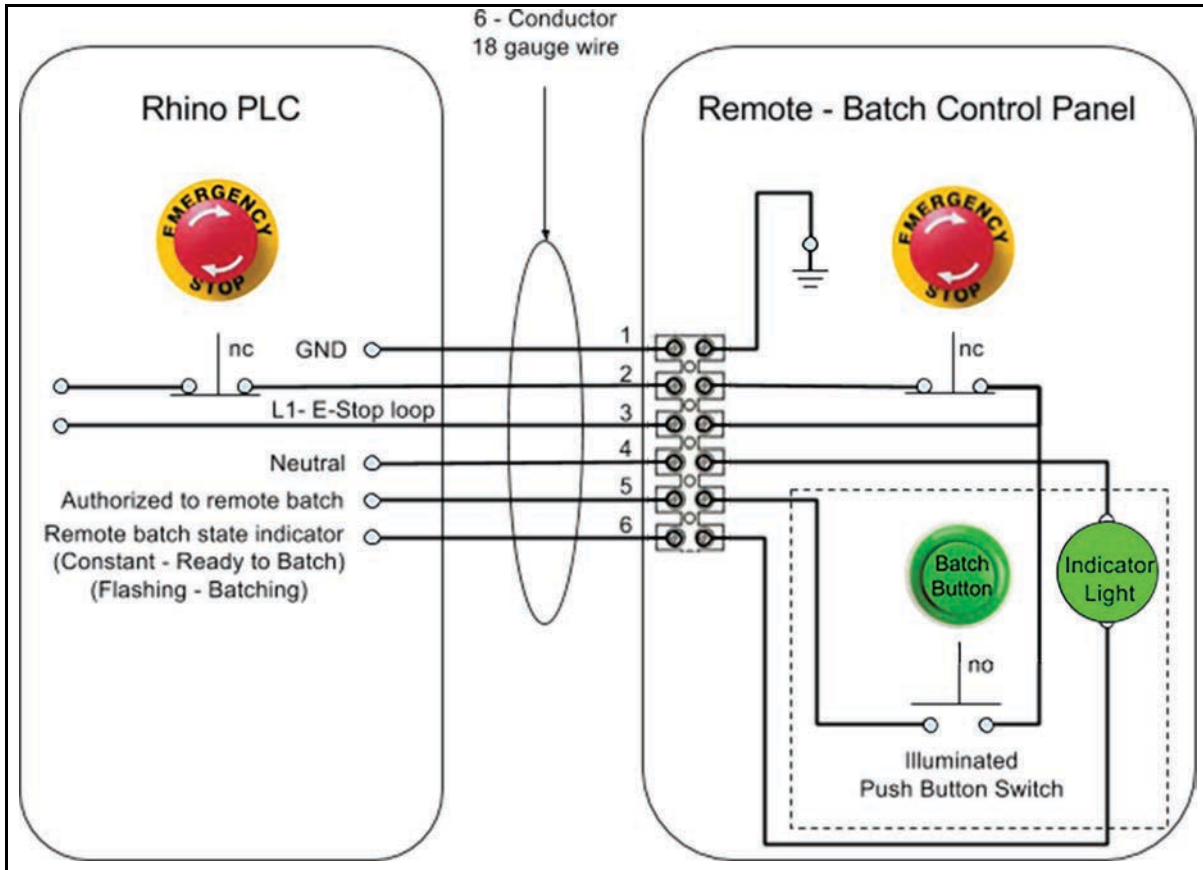 6 - Conductor
18 gauge wire
Rhino PLC
EMERGENCY
STOP
nc
GND
L1- E-Stop loop
Neutral
Authorized to remote batch
Remote batch state indicator
(Constant - Ready to Batch)
(Flashing - Batching)
1
2
3
4
5
6
Remote - Batch Control Panel
EMERGENCY
STOP
nc
Batch
Button
Indicator
Light
no
Illuminated
Push Button Switch